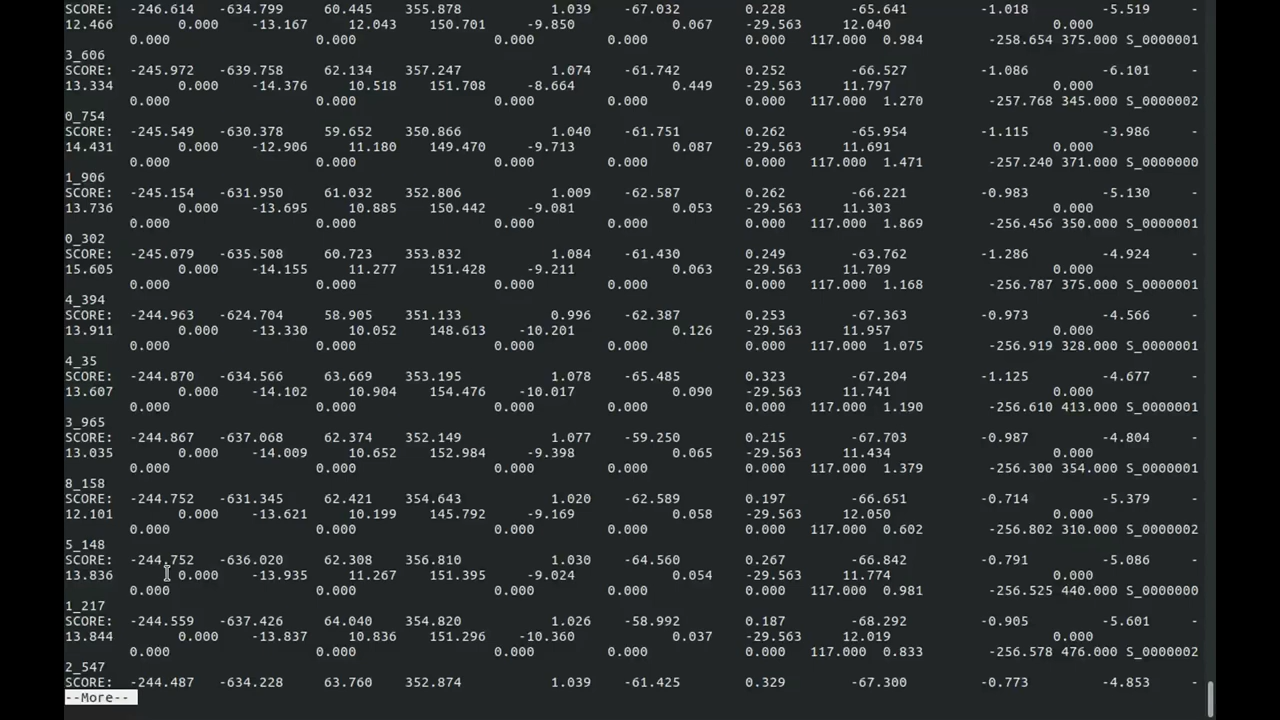 SCORE: -246.614 -634.799 60.445 355.878 1.039 -67.032 0.228 -65.641 -1.018 -5.519 -
12.466 0.000 -13.167 12.043 150.701 -9.850 0.067 -29.563 12.040 0.000
0.000 0.000 0.000 0.000 0.000 117.000 0.984 -258.654 375.000 S_0000001
3_606
SCORE: -245.972 -639.758 62.134 357.247 1.074 -61.742 0.252 -66.527 -1.086 -6.101 -
13.334 0.000 -14.376 10.518 151.708 -8.664 0.449 -29.563 11.797 0.000
0.000 0.000 0.000 0.000 0.000 117.000 1.270 -257.768 345.000 S_0000002
0_754
SCORE: -245.549 -630.378 59.652 350.866 1.040 -61.751 0.262 -65.954 -1.115 -3.986 -
14.431 0.000 -12.906 11.180 149.470 -9.713 0.087 -29.563 11.691 0.000
0.000 0.000 0.000 0.000 0.000 117.000 1.471 -257.240 371.000 S_0000000
1_906
SCORE: -245.154 -631.950 61.032 352.806 1.009 -62.587 0.262 -66.221 -0.983 -5.130 -
13.736 0.000 -13.695 10.885 150.442 -9.081 0.053 -29.563 11.303 0.000
0.000 0.000 0.000 0.000 0.000 117.000 1.869 -256.456 350.000 S_0000001
0_302
SCORE: -245.079 -635.508 60.723 353.832 1.084 -61.430 0.249 -63.762 -1.286 -4.924 -
15.605 0.000 -14.155 11.277 151.428 -9.211 0.063 -29.563 11.709 0.000
0.000 0.000 0.000 0.000 0.000 117.000 1.168 -256.787 375.000 S_0000001
4_394
SCORE: -244.963 -624.704 58.905 351.133 0.996 -62.387 0.253 -67.363 -0.973 -4.566 -
13.911 0.000 -13.330 10.052 148.613 -10.201 0.126 -29.563 11.957 0.000
0.000 0.000 0.000 0.000 0.000 117.000 1.075 -256.919 328.000 S_0000001
4_35
SCORE: -244.870 -634.566 63.669 353.195 1.078 -65.485 0.323 -67.204 -1.125 -4.677 -
13.607 0.000 -14.102 10.904 154.476 -10.017 0.090 -29.563 11.741 0.000
0.000 0.000 0.000 0.000 0.000 117.000 1.190 -256.610 413.000 S_0000001
3_965
SCORE: -244.867 -637.068 62.374 352.149 1.077 -59.250 0.215 -67.703 -0.987 -4.804 -
13.035 0.000 -14.009 10.652 152.984 -9.398 0.065 -29.563 11.434 0.000
0.000 0.000 0.000 0.000 0.000 117.000 1.379 -256.300 354.000 S_0000001
8_158
SCORE: -244.752 -631.345 62.421 354.643 1.020 -62.589 0.197 -66.651 -0.714 -5.379 -
12.101 0.000 -13.621 10.199 145.792 -9.169 0.058 -29.563 12.050 0.000
0.000 0.000 0.000 0.000 0.000 117.000 0.602 -256.802 310.000 S_0000002
5_148
SCORE: -244.752 -636.020 62.308 356.810 1.030 -64.560 0.267 -66.842 -0.791 -5.086 -
13.836 0.000 -13.935 11.267 151.395 -9.024 0.054 -29.563 11.774 0.000
0.000 0.000 0.000 0.000 0.000 117.000 0.981 -256.525 440.000 S_0000000
1_217
SCORE: -244.559 -637.426 64.040 354.820 1.026 -58.992 0.187 -68.292 -0.905 -5.601 -
13.844 0.000 -13.837 10.836 151.296 -10.360 0.037 -29.563 12.019 0.000
0.000 0.000 0.000 0.000 0.000 117.000 0.833 -256.578 476.000 S_0000002
2_547
SCORE: -244.487 -634.228 63.760 352.874 1.039 -61.425 0.329 -67.300 -0.773 -4.853 -
--More--